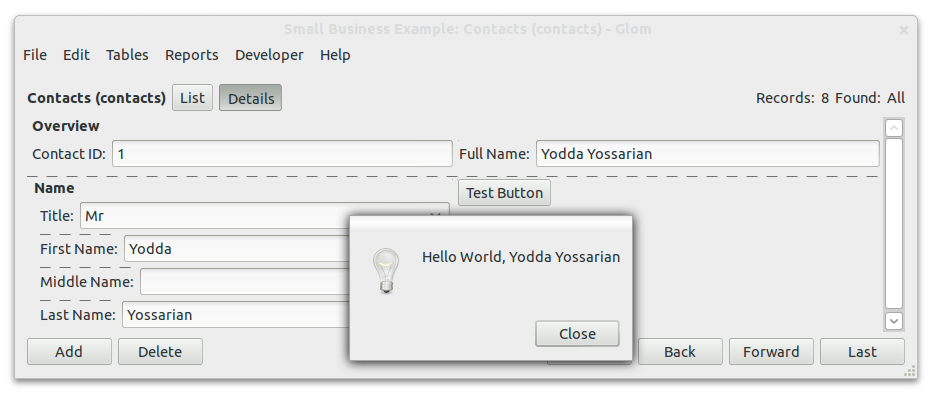 Small Business Example: Contacts (contacts) - Glom
File Edit Tables Reports Developer Help
Contacts (contacts) List Details Records: 8 Found: All
Overview
Contact ID: 1 Full Name: Yodda Yossarian
Name
Test Button
Title: Mr
First Name: Yodda
Hello World, Yodda Yossarian
Middle Name:
Last Name: Yossarian
Close
Add Delete Back Forward Last